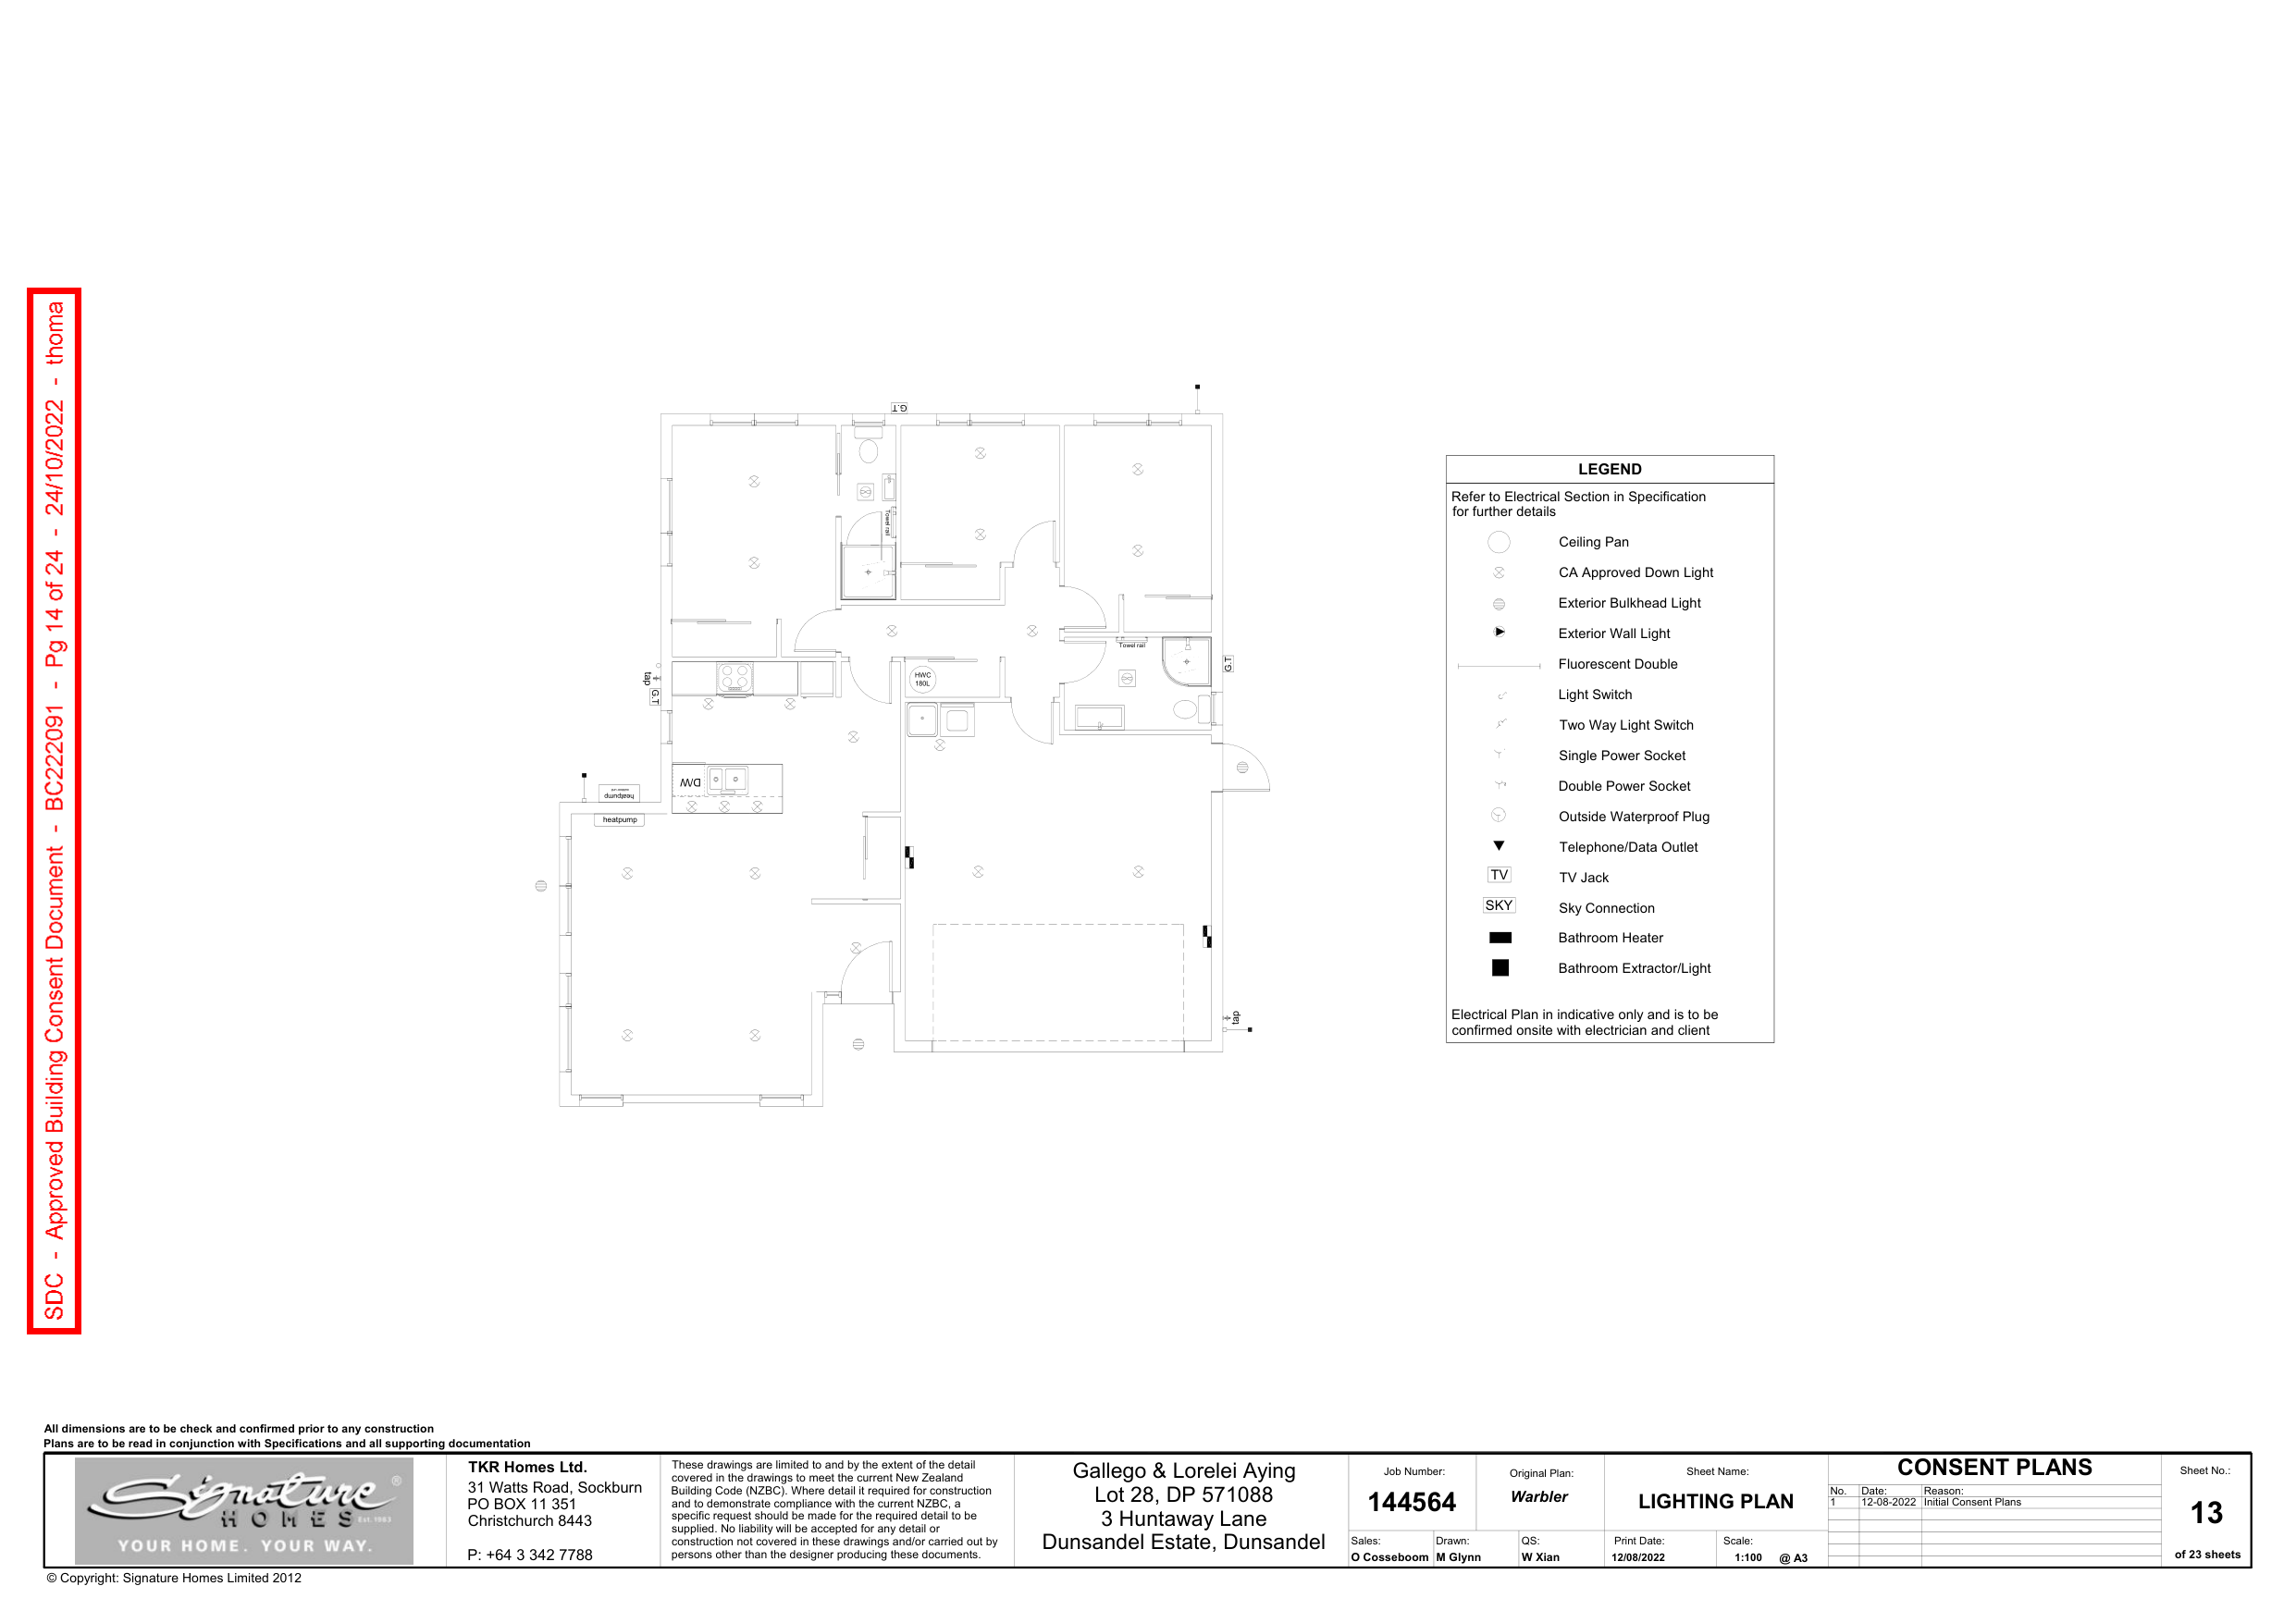 SDC - Approved Building Consent Document - BC222091 - Pg 14 of 24 - 24/10/2022 - thoma
G.T
Towel rail
tap
G.T
HWC
180L
Towel rail
G.T
D/W
heatpump
heatpump
tap
LEGEND
Refer to Electrical Section in Specification
for further details
Ceiling Pan
CA Approved Down Light
Exterior Bulkhead Light
Exterior Wall Light
Fluorescent Double
Light Switch
Two Way Light Switch
Single Power Socket
Double Power Socket
Outside Waterproof Plug
Telephone/Data Outlet
TV TV Jack
SKY Sky Connection
Bathroom Heater
Bathroom Extractor/Light
Electrical Plan in indicative only and is to be
confirmed onsite with electrician and client
All dimensions are to be check and confirmed prior to any construction
Plans are to be read in conjunction with Specifications and all supporting documentation
Signature ®
HOMES Est. 1983
YOUR HOME. YOUR WAY.
TKR Homes Ltd.
31 Watts Road, Sockburn
PO BOX 11 351
Christchurch 8443
P: +64 3 342 7788
These drawings are limited to and by the extent of the detail
covered in the drawings to meet the current New Zealand
Building Code (NZBC). Where detail it required for construction
and to demonstrate compliance with the current NZBC, a
specific request should be made for the required detail to be
supplied. No liability will be accepted for any detail or
construction not covered in these drawings and/or carried out by
persons other than the designer producing these documents.
Gallego & Lorelei Aying
Lot 28, DP 571088
3 Huntaway Lane
Dunsandel Estate, Dunsandel
Job Number:
144564
Original Plan:
Warbler
Sheet Name:
LIGHTING PLAN
Sales:
O Cosseboom
Drawn:
M Glynn
QS:
W Xian
Print Date:
12/08/2022
Scale:
1:100 @ A3
CONSENT PLANS
No. Date: Reason:
1 12-08-2022 Initial Consent Plans
Sheet No.:
13
of 23 sheets
© Copyright: Signature Homes Limited 2012